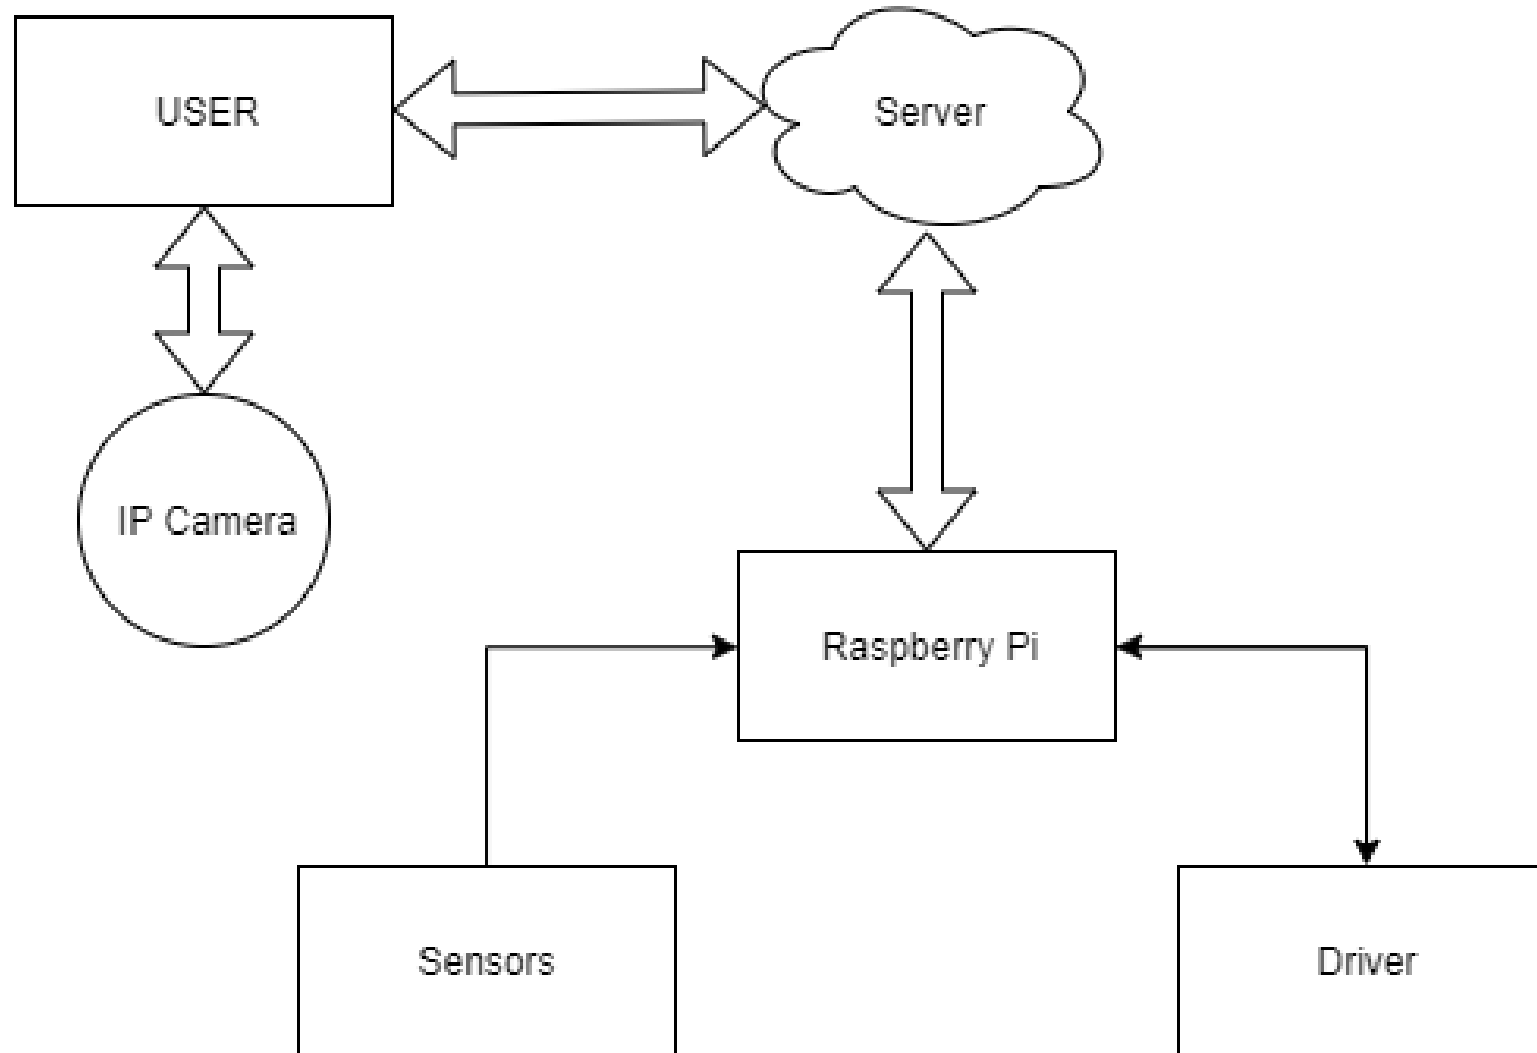 USER
Server
IP Camera
Raspberry Pi
Sensors
Driver